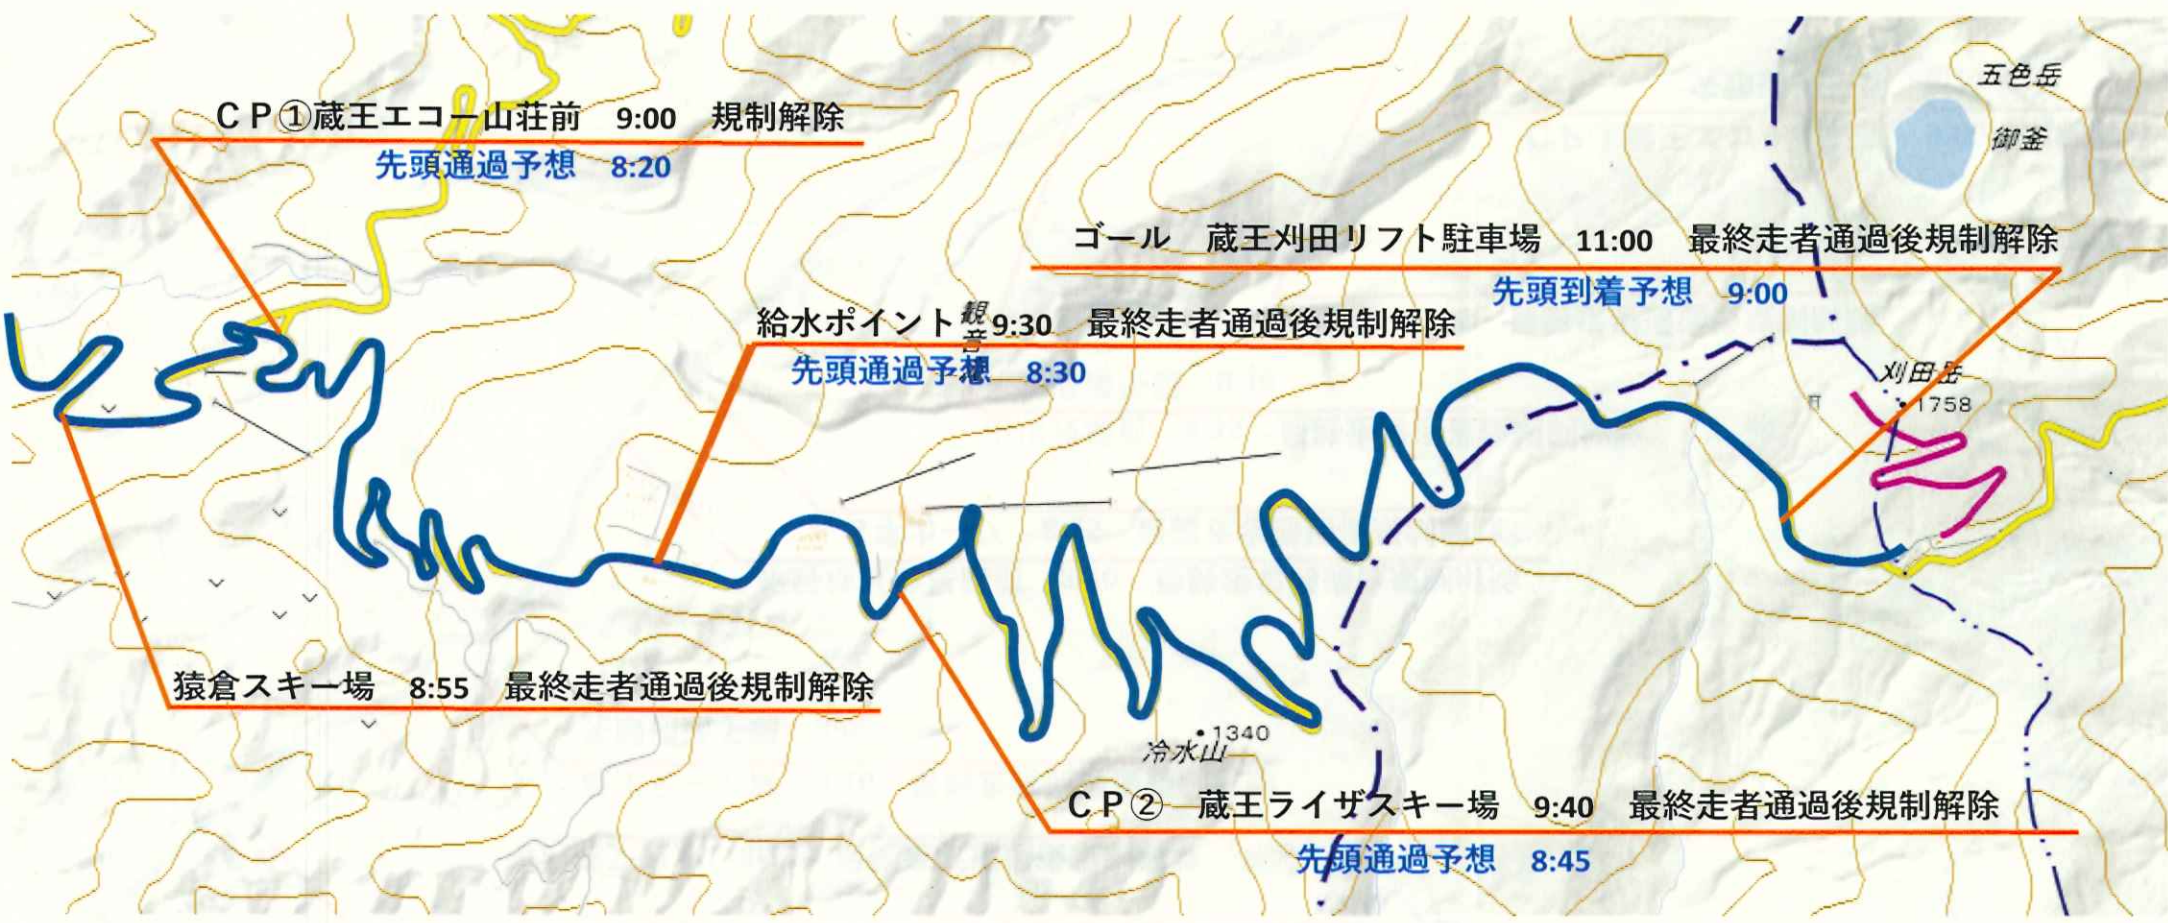 五色岳
ＣＰ①蔵王エコー山荘前　9:00　規制解除
御釜
先頭通過予想　8:20
ゴール　蔵王刈田リフト駐車場　11:00　最終走者通過後規制解除
先頭到着予想　9:00
給水ポイント　9:30　最終走者通過後規制解除
観音滝
先頭通過予想　8:30
刈田岳
1758
猿倉スキー場　8:55　最終走者通過後規制解除
1340
冷水山
ＣＰ②　蔵王ライザスキー場　9:40　最終走者通過後規制解除
先頭通過予想　8:45